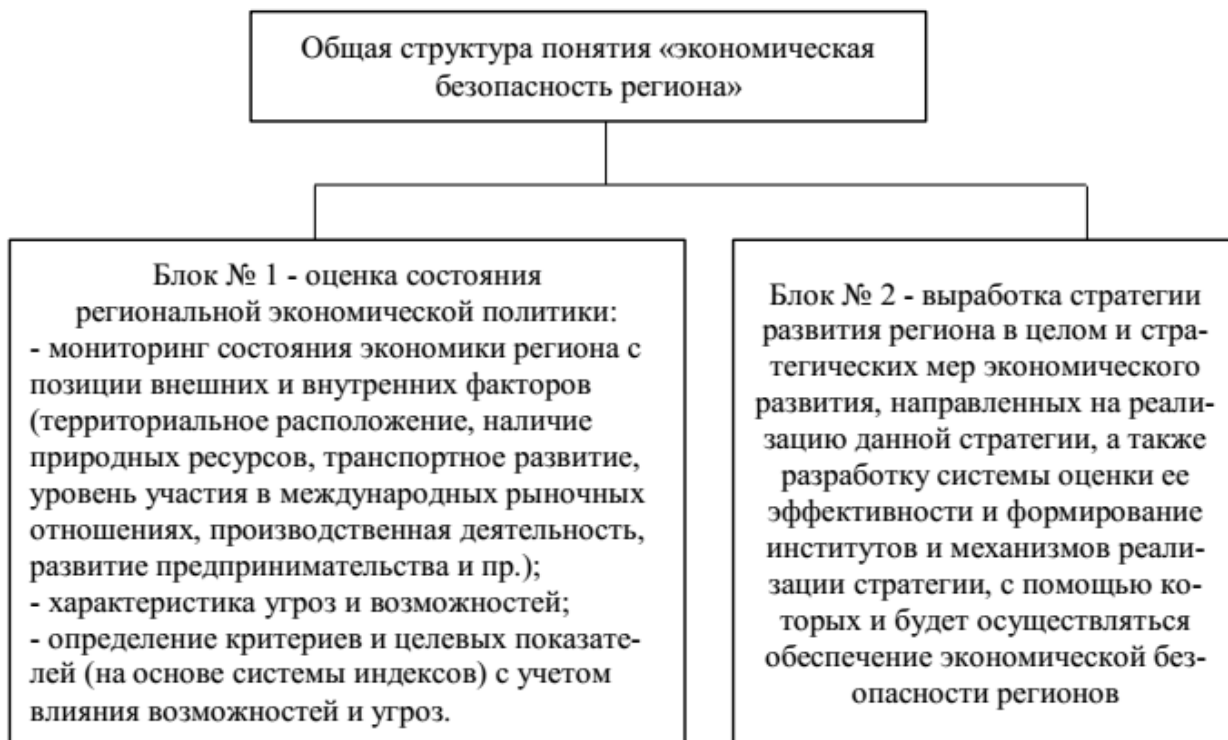 Общая структура понятия «экономическая
безопасность региона»
Блок № 1 - оценка состояния
региональной экономической политики:
- мониторинг состояния экономики региона с
позиции внешних и внутренних факторов
(территориальное расположение, наличие
природных ресурсов, транспортное развитие,
уровень участия в международных рыночных
отношениях, производственная деятельность,
развитие предпринимательства и пр.);
- характеристика угроз и возможностей;
- определение критериев и целевых показате-
лей (на основе системы индексов) с учетом
влияния возможностей и угроз.
Блок № 2 - выработка стратегии
развития региона в целом и стра-
тегических мер экономического
развития, направленных на реали-
зацию данной стратегии, а также
разработку системы оценки ее
эффективности и формирование
институтов и механизмов реали-
зации стратегии, с помощью ко-
торых и будет осуществляться
обеспечение экономической без-
опасности регионов